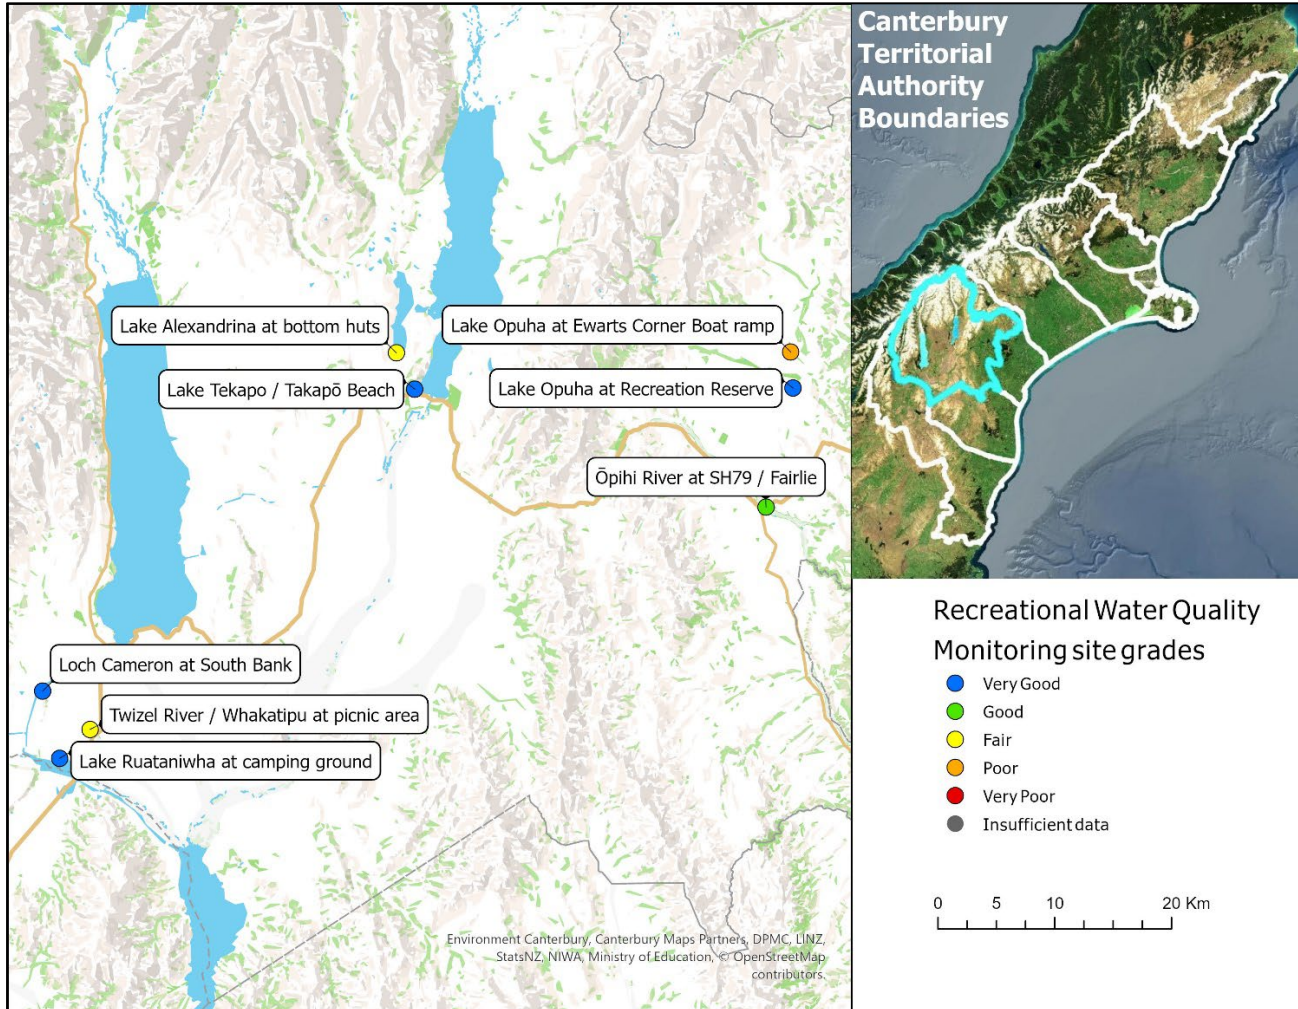 Lake Alexandrina at bottom huts
Lake Opuha at Ewarts Corner Boat ramp
Lake Tekapo / Takapō Beach
Lake Opuha at Recreation Reserve
Ōpihi River at SH79 / Fairlie
Loch Cameron at South Bank
Twizel River / Whakatipu at picnic area
Lake Ruataniwha at camping ground
Environment Canterbury, Canterbury Maps Partners, DPMC, LINZ,
StatsNZ, NIWA, Ministry of Education, © OpenStreetMap
contributors.
Canterbury
Territorial
Authority
Boundaries
Recreational Water Quality
Monitoring site grades
Very Good
Good
Fair
Poor
Very Poor
Insufficient data
0 5 10 20 Km